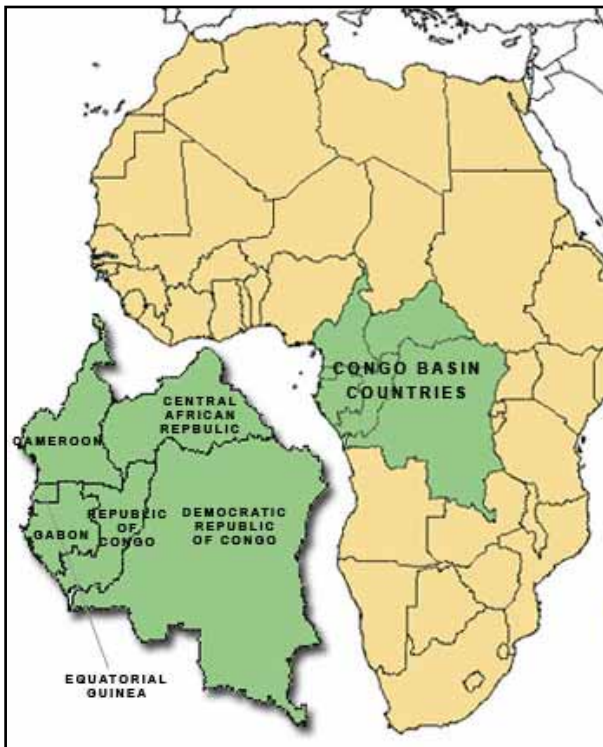 CONGO BASIN
COUNTRIES
CENTRAL
AFRICAN
REPBULIC
CAMEROON
REPUBLIC
OF
CONGO
GABON
DEMOCRATIC
REPUBLIC
OF CONGO
EQUATORIAL
GUINEA